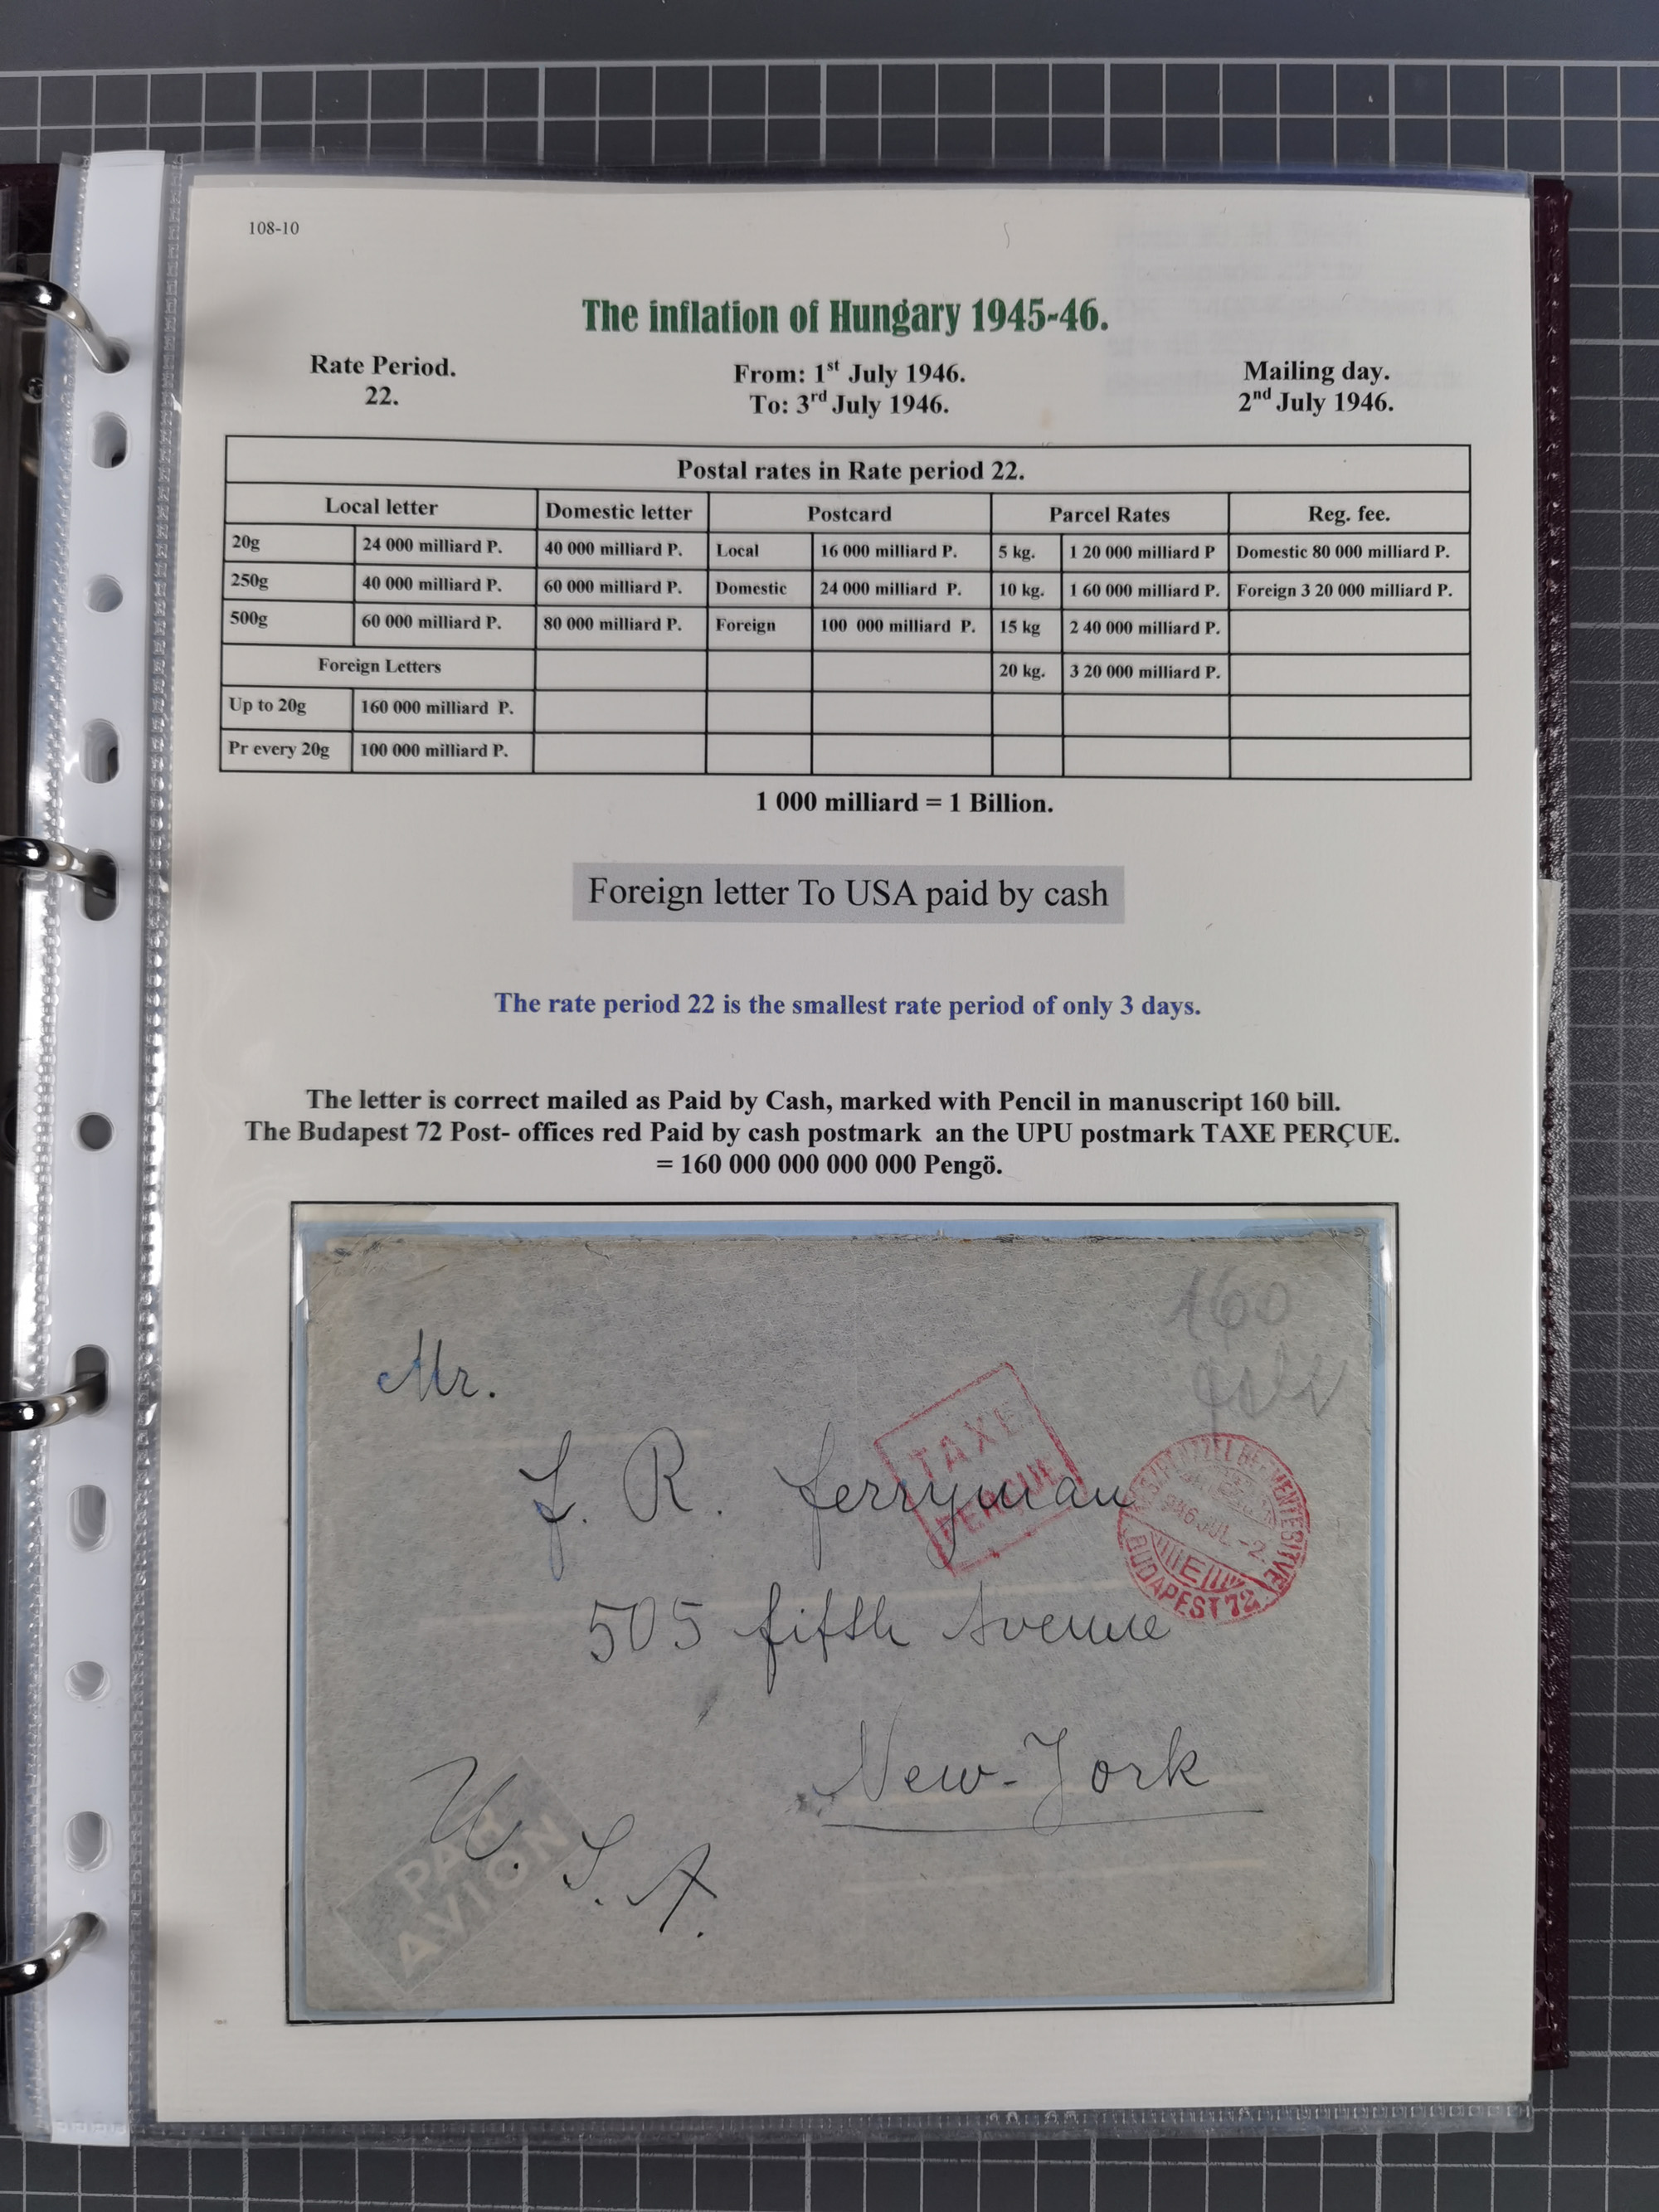 108-10
The inflation of Hungary 1945-46.
Rate Period.
22.
From: 1st July 1946.
To: 3rd July 1946.
Mailing day.
2nd July 1946.
Postal rates in Rate period 22.
Local letter Domestic letter Postcard Parcel Rates Reg. fee.
20g 24 000 milliard P. 40 000 milliard P. Local 16 000 milliard P. 5 kg. 1 20 000 milliard P Domestic 80 000 milliard P.
250g 40 000 milliard P. 60 000 milliard P. Domestic 24 000 milliard P. 10 kg. 1 60 000 milliard P. Foreign 3 20 000 milliard P.
500g 60 000 milliard P. 80 000 milliard P. Foreign 100 000 milliard P. 15 kg 2 40 000 milliard P.
Foreign Letters 20 kg. 3 20 000 milliard P.
Up to 20g 160 000 milliard P.
Pr every 20g 100 000 milliard P.
1 000 milliard = 1 Billion.
Foreign letter To USA paid by cash
The rate period 22 is the smallest rate period of only 3 days.
The letter is correct mailed as Paid by Cash, marked with Pencil in manuscript 160 bill.
The Budapest 72 Post- offices red Paid by cash postmark an the UPU postmark TAXE PERÇUE.
= 160 000 000 000 000 Pengö.
160
Mr.
TAXE
PERÇUE
KÉSZPÉNZZEL BÉRMENTESITVE
946 JUL -2.
E
BUDAPEST 72
J. R. Ferryman
505 fifth Avenue
New-York
U. S. A.
PAR
AVION